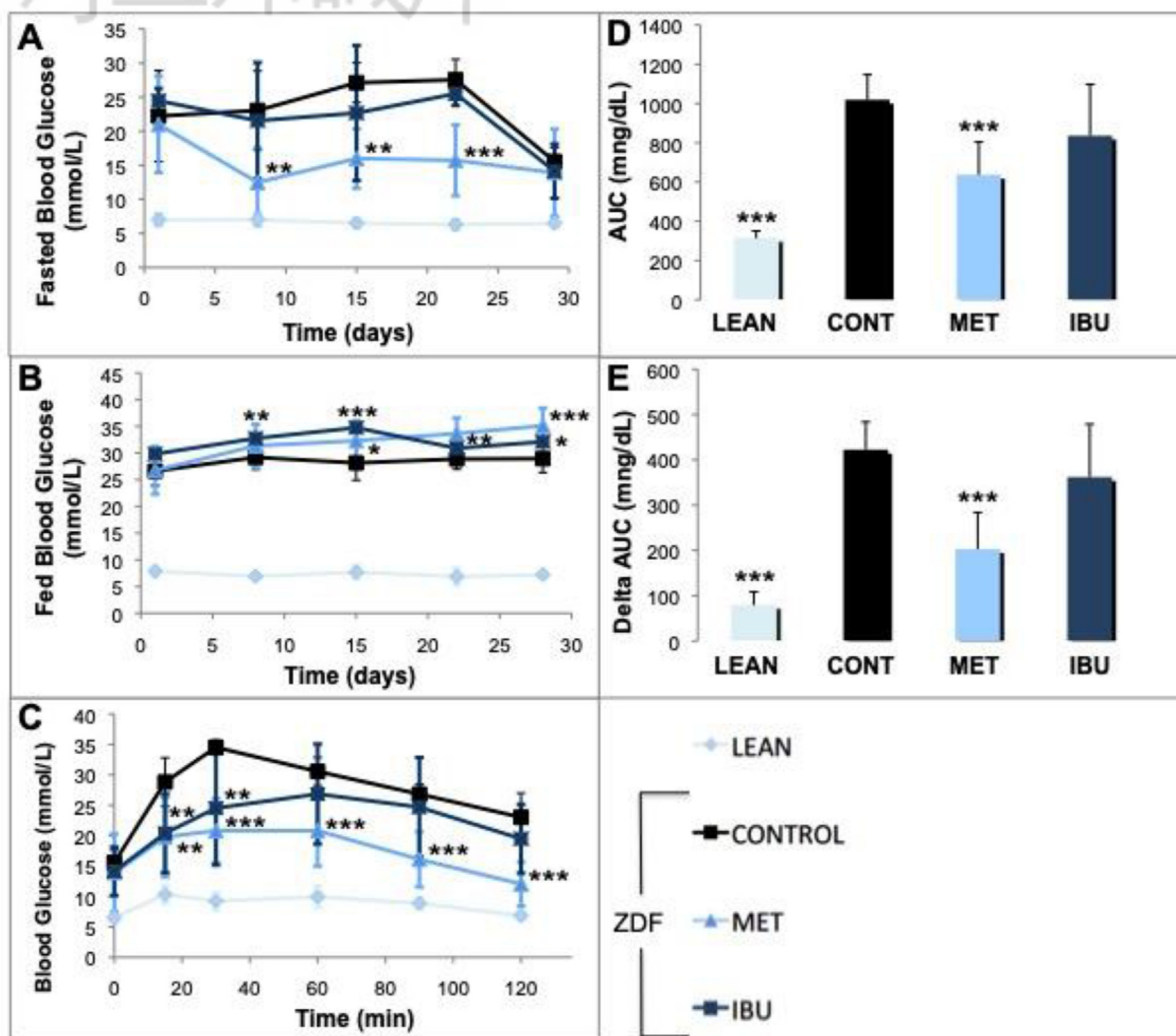 A
Fasted Blood Glucose
(mmol/L)
35
30
25
20
15
10
5
0
**
**
***
0 5 10 15 20 25 30
Time (days)
B
Fed Blood Glucose
(mmol/L)
45
40
35
30
25
20
15
10
5
0
**
***
*
**
***
*
0 5 10 15 20 25 30
Time (days)
C
Blood Glucose (mmol/L)
40
35
30
25
20
15
10
5
0
**
**
**
***
***
***
***
0 20 40 60 80 100 120
Time (min)
D
AUC (mng/dL)
1400
1200
1000
800
600
400
200
0
***
***
LEAN CONT MET IBU
E
Delta AUC (mng/dL)
600
500
400
300
200
100
0
***
***
LEAN CONT MET IBU
LEAN
CONTROL
MET
ZDF
IBU